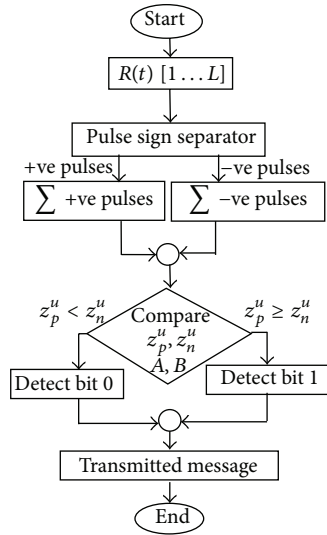 Start
R(t) [1 … L]
Pulse sign separator
+ve pulses
−ve pulses
∑ +ve pulses
∑ −ve pulses
z_p^u < z_n^u
z_p^u ≥ z_n^u
Compare
z_p^u, z_n^u
A, B
Detect bit 0
Detect bit 1
Transmitted message
End